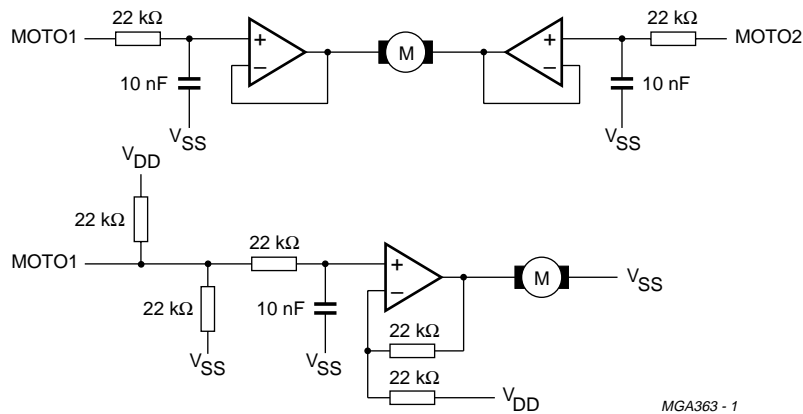 22 kΩ
22 kΩ
MOTO1
+
−
M
+
−
MOTO2
10 nF
10 nF
VSS
VSS
VDD
22 kΩ
MOTO1
22 kΩ
+
−
M
VSS
22 kΩ
10 nF
22 kΩ
VSS
VSS
22 kΩ
VDD
MGA363 - 1